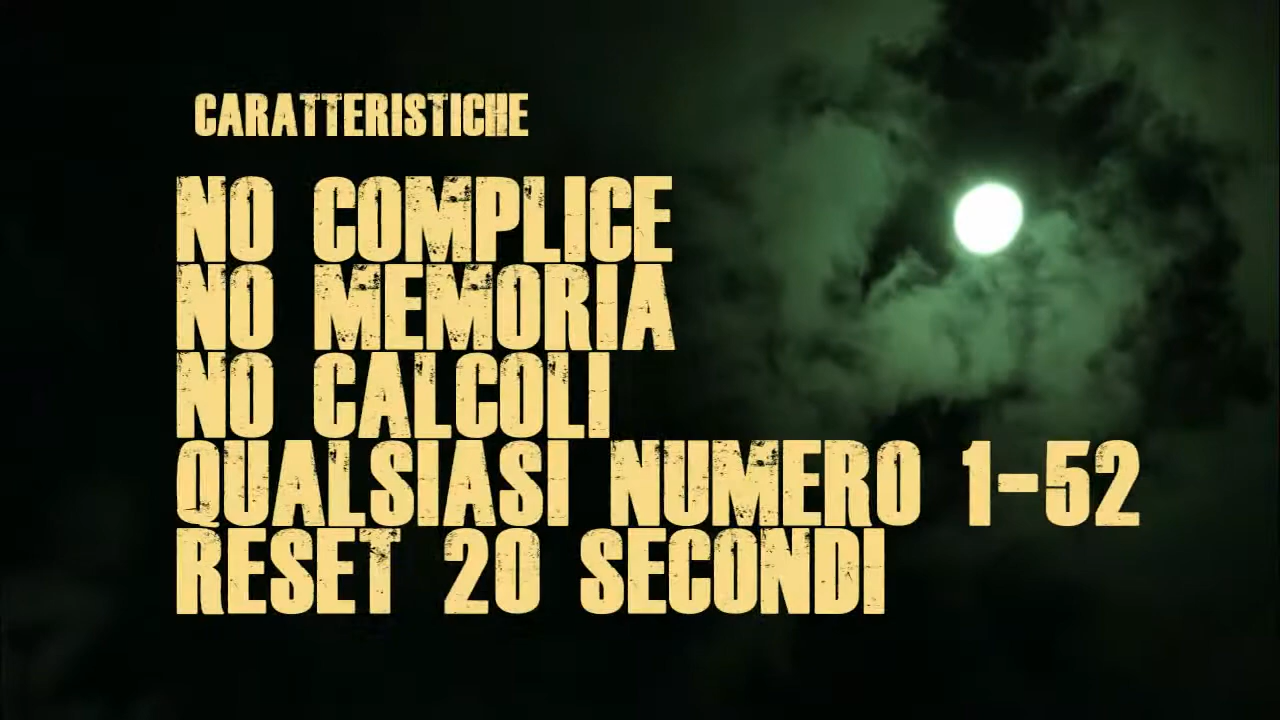 CARATTERISTICHE
NO COMPLICE
NO MEMORIA
NO CALCOLI
QUALSIASI NUMERO 1-52
RESET 20 SECONDI